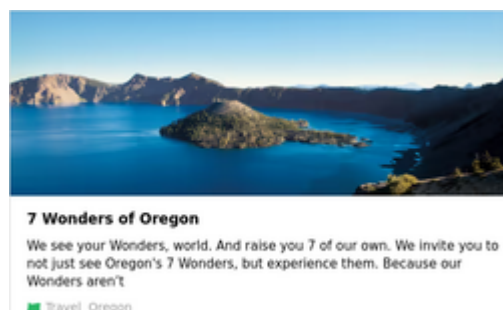 7 Wonders of Oregon
We see your Wonders, world. And raise you 7 of our own. We invite you to
not just see Oregon's 7 Wonders, but experience them. Because our
Wonders aren't
Travel Oregon